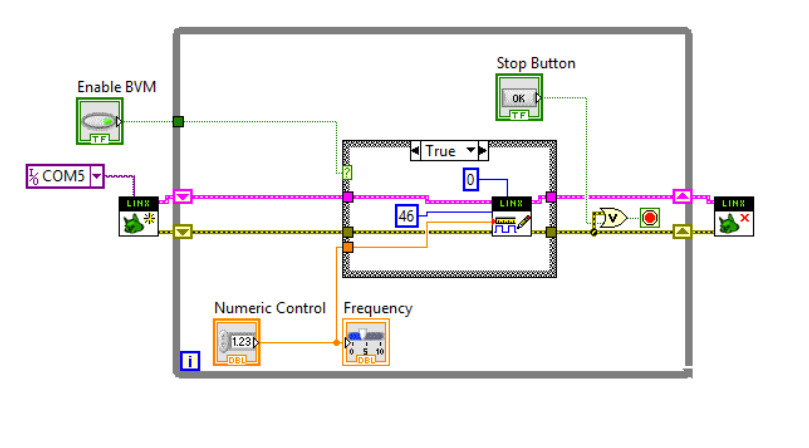 Stop Button
Enable BVM
OK
TF
TF
True
I/O COM5
?
0
LINX
LINX
LINX
46
V
Numeric Control
Frequency
1.23
0 5 10
DBL
DBL
i